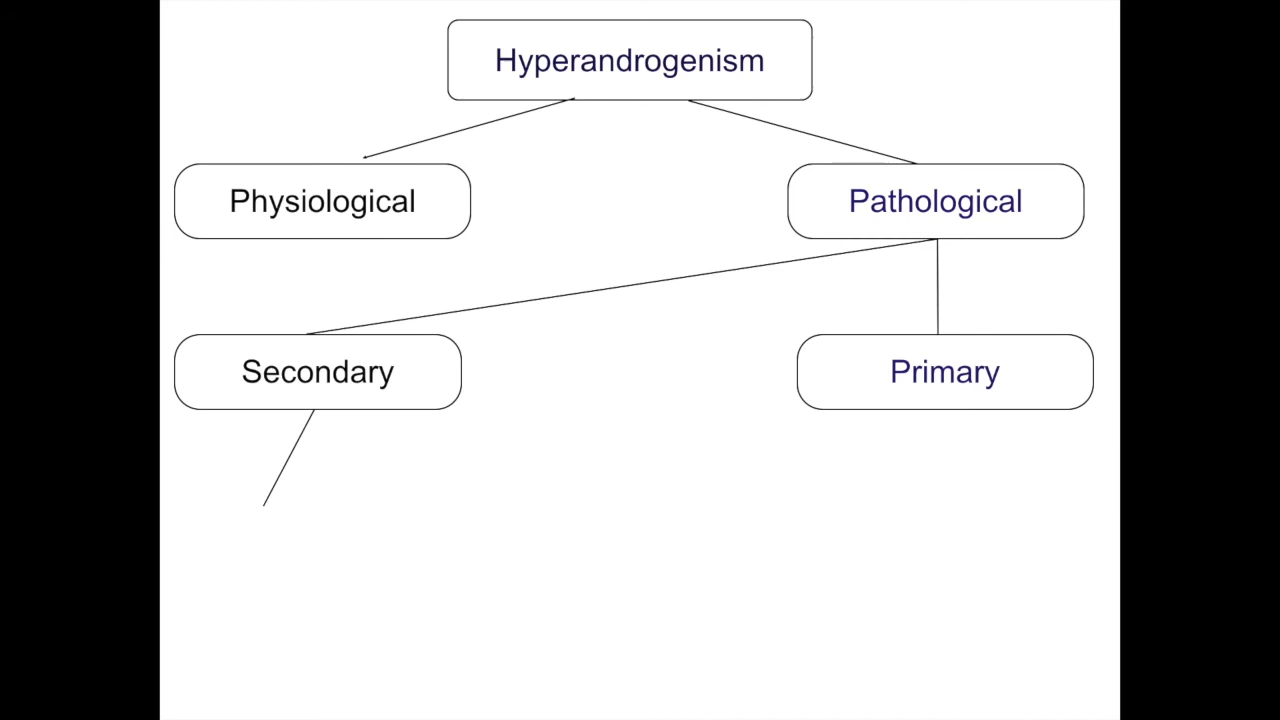 Hyperandrogenism
Physiological
Pathological
Secondary
Primary